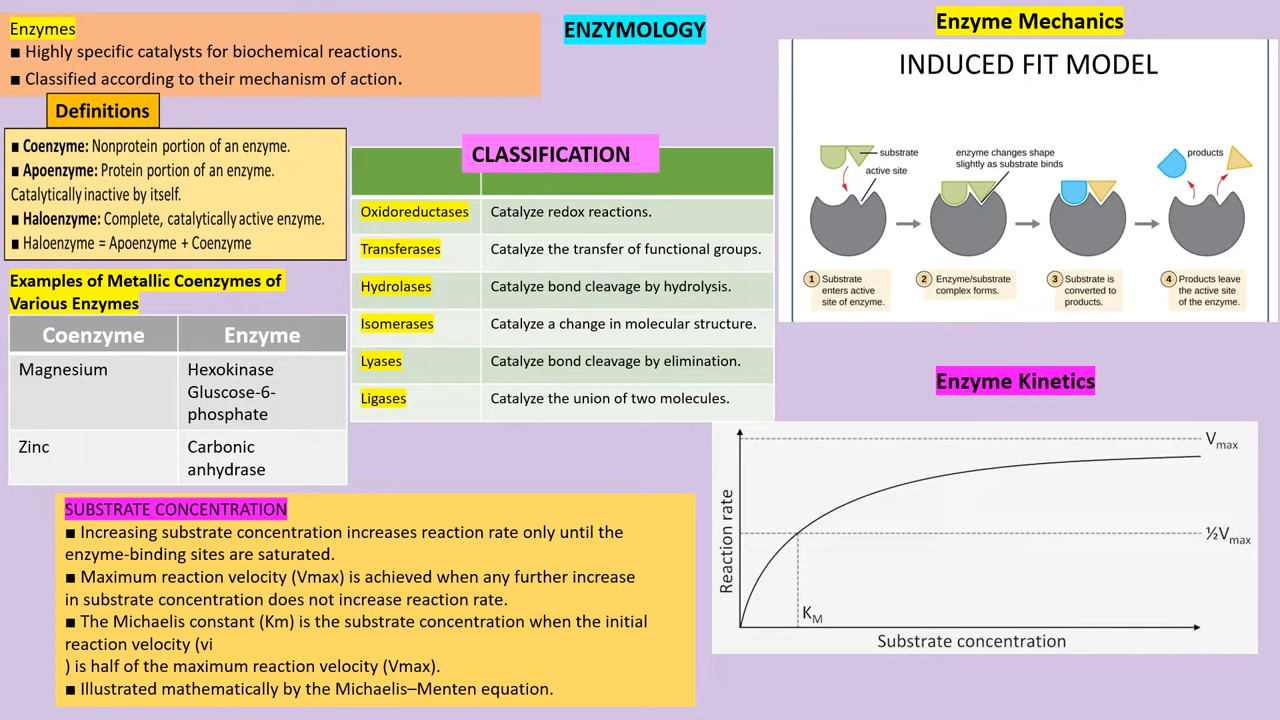 Enzymes
■ Highly specific catalysts for biochemical reactions.
■ Classified according to their mechanism of action.
ENZYMOLOGY
Definitions
■ Coenzyme: Nonprotein portion of an enzyme.
■ Apoenzyme: Protein portion of an enzyme.
Catalytically inactive by itself.
■ Haloenzyme: Complete, catalytically active enzyme.
■ Haloenzyme = Apoenzyme + Coenzyme
Examples of Metallic Coenzymes of
Various Enzymes
Coenzyme Enzyme
Magnesium Hexokinase
Gluscose-6-
phosphate
Zinc Carbonic
anhydrase
CLASSIFICATION
Oxidoreductases Catalyze redox reactions.
Transferases Catalyze the transfer of functional groups.
Hydrolases Catalyze bond cleavage by hydrolysis.
Isomerases Catalyze a change in molecular structure.
Lyases Catalyze bond cleavage by elimination.
Ligases Catalyze the union of two molecules.
Enzyme Mechanics
INDUCED FIT MODEL
substrate
active site
enzyme changes shape
slightly as substrate binds
products
1 Substrate
enters active
site of enzyme.
2 Enzyme/substrate
complex forms.
3 Substrate is
converted to
products.
4 Products leave
the active site
of the enzyme.
Enzyme Kinetics
Vmax
½Vmax
KM
Reaction rate
Substrate concentration
SUBSTRATE CONCENTRATION
■ Increasing substrate concentration increases reaction rate only until the
enzyme-binding sites are saturated.
■ Maximum reaction velocity (Vmax) is achieved when any further increase
in substrate concentration does not increase reaction rate.
■ The Michaelis constant (Km) is the substrate concentration when the initial
reaction velocity (vi
) is half of the maximum reaction velocity (Vmax).
■ Illustrated mathematically by the Michaelis–Menten equation.